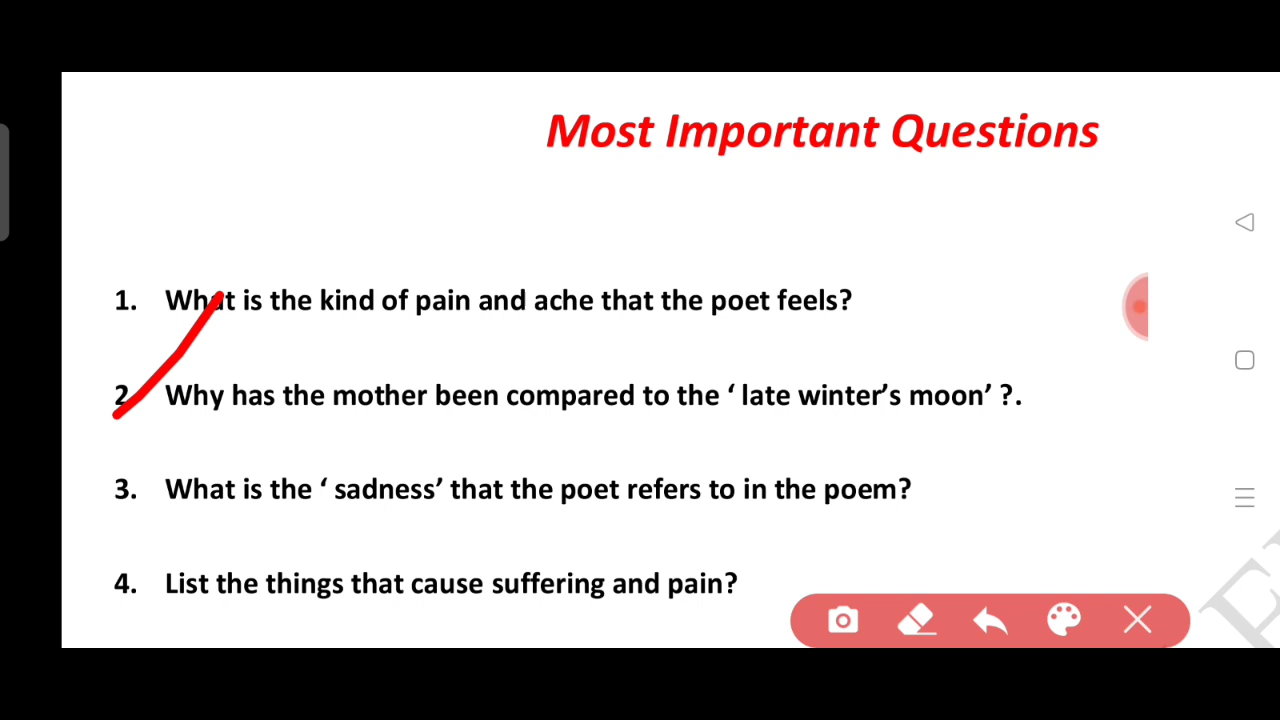 Most Important Questions
1. What is the kind of pain and ache that the poet feels?
2. Why has the mother been compared to the ‘ late winter’s moon’ ?.
3. What is the ‘ sadness’ that the poet refers to in the poem?
4. List the things that cause suffering and pain?